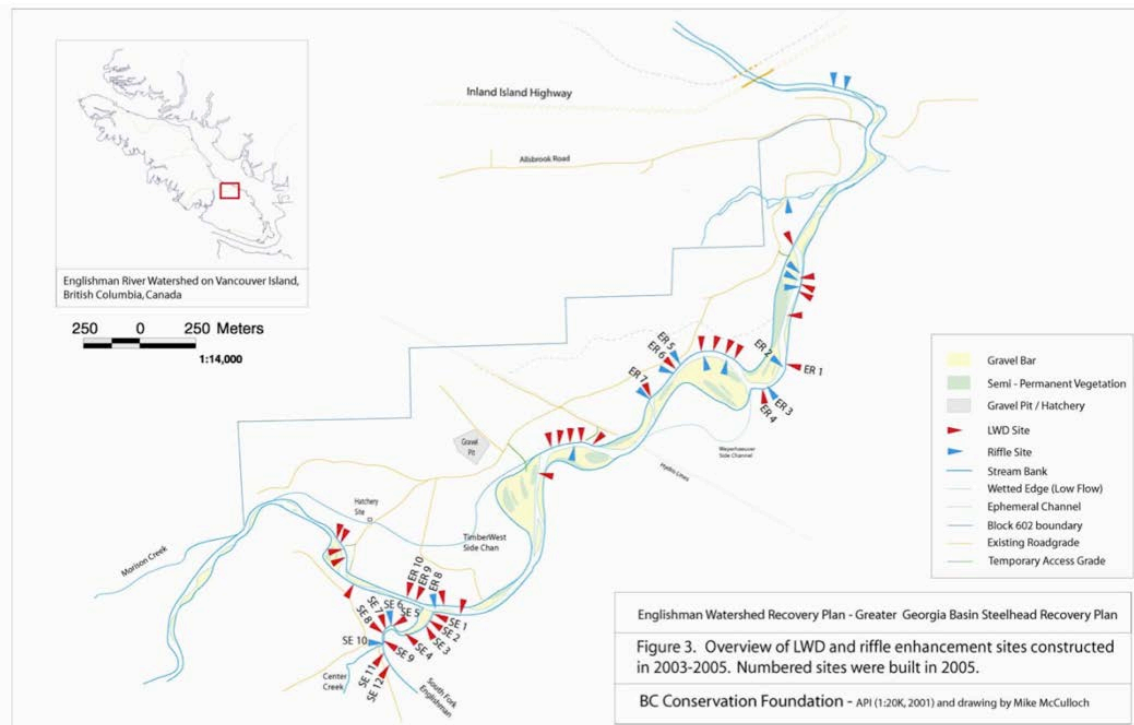 Inland Island Highway
Allsbrook Road
Englishman River Watershed on Vancouver Island,
British Columbia, Canada
250 0 250 Meters
1:14,000
ER 5
ER 6
ER 7
ER 2
ER 1
ER 3
ER 4
Weyerhaeuser
Side Channel
Hydro Lines
Gravel
Pit
Hatchery
Site
TimberWest
Side Chan
Morison Creek
ER 10
ER 9
ER 8
SE 1
SE 2
SE 3
SE 4
SE 5
SE 6
SE 7
SE 8
SE 9
SE 10
SE 11
SE 12
Center
Creek
South Fork
Englishman
Gravel Bar
Semi - Permanent Vegetation
Gravel Pit / Hatchery
LWD Site
Riffle Site
Stream Bank
Wetted Edge (Low Flow)
Ephemeral Channel
Block 602 boundary
Existing Roadgrade
Temporary Access Grade
Englishman Watershed Recovery Plan - Greater Georgia Basin Steelhead Recovery Plan
Figure 3. Overview of LWD and riffle enhancement sites constructed
in 2003-2005. Numbered sites were built in 2005.
BC Conservation Foundation - API (1:20K, 2001) and drawing by Mike McCulloch